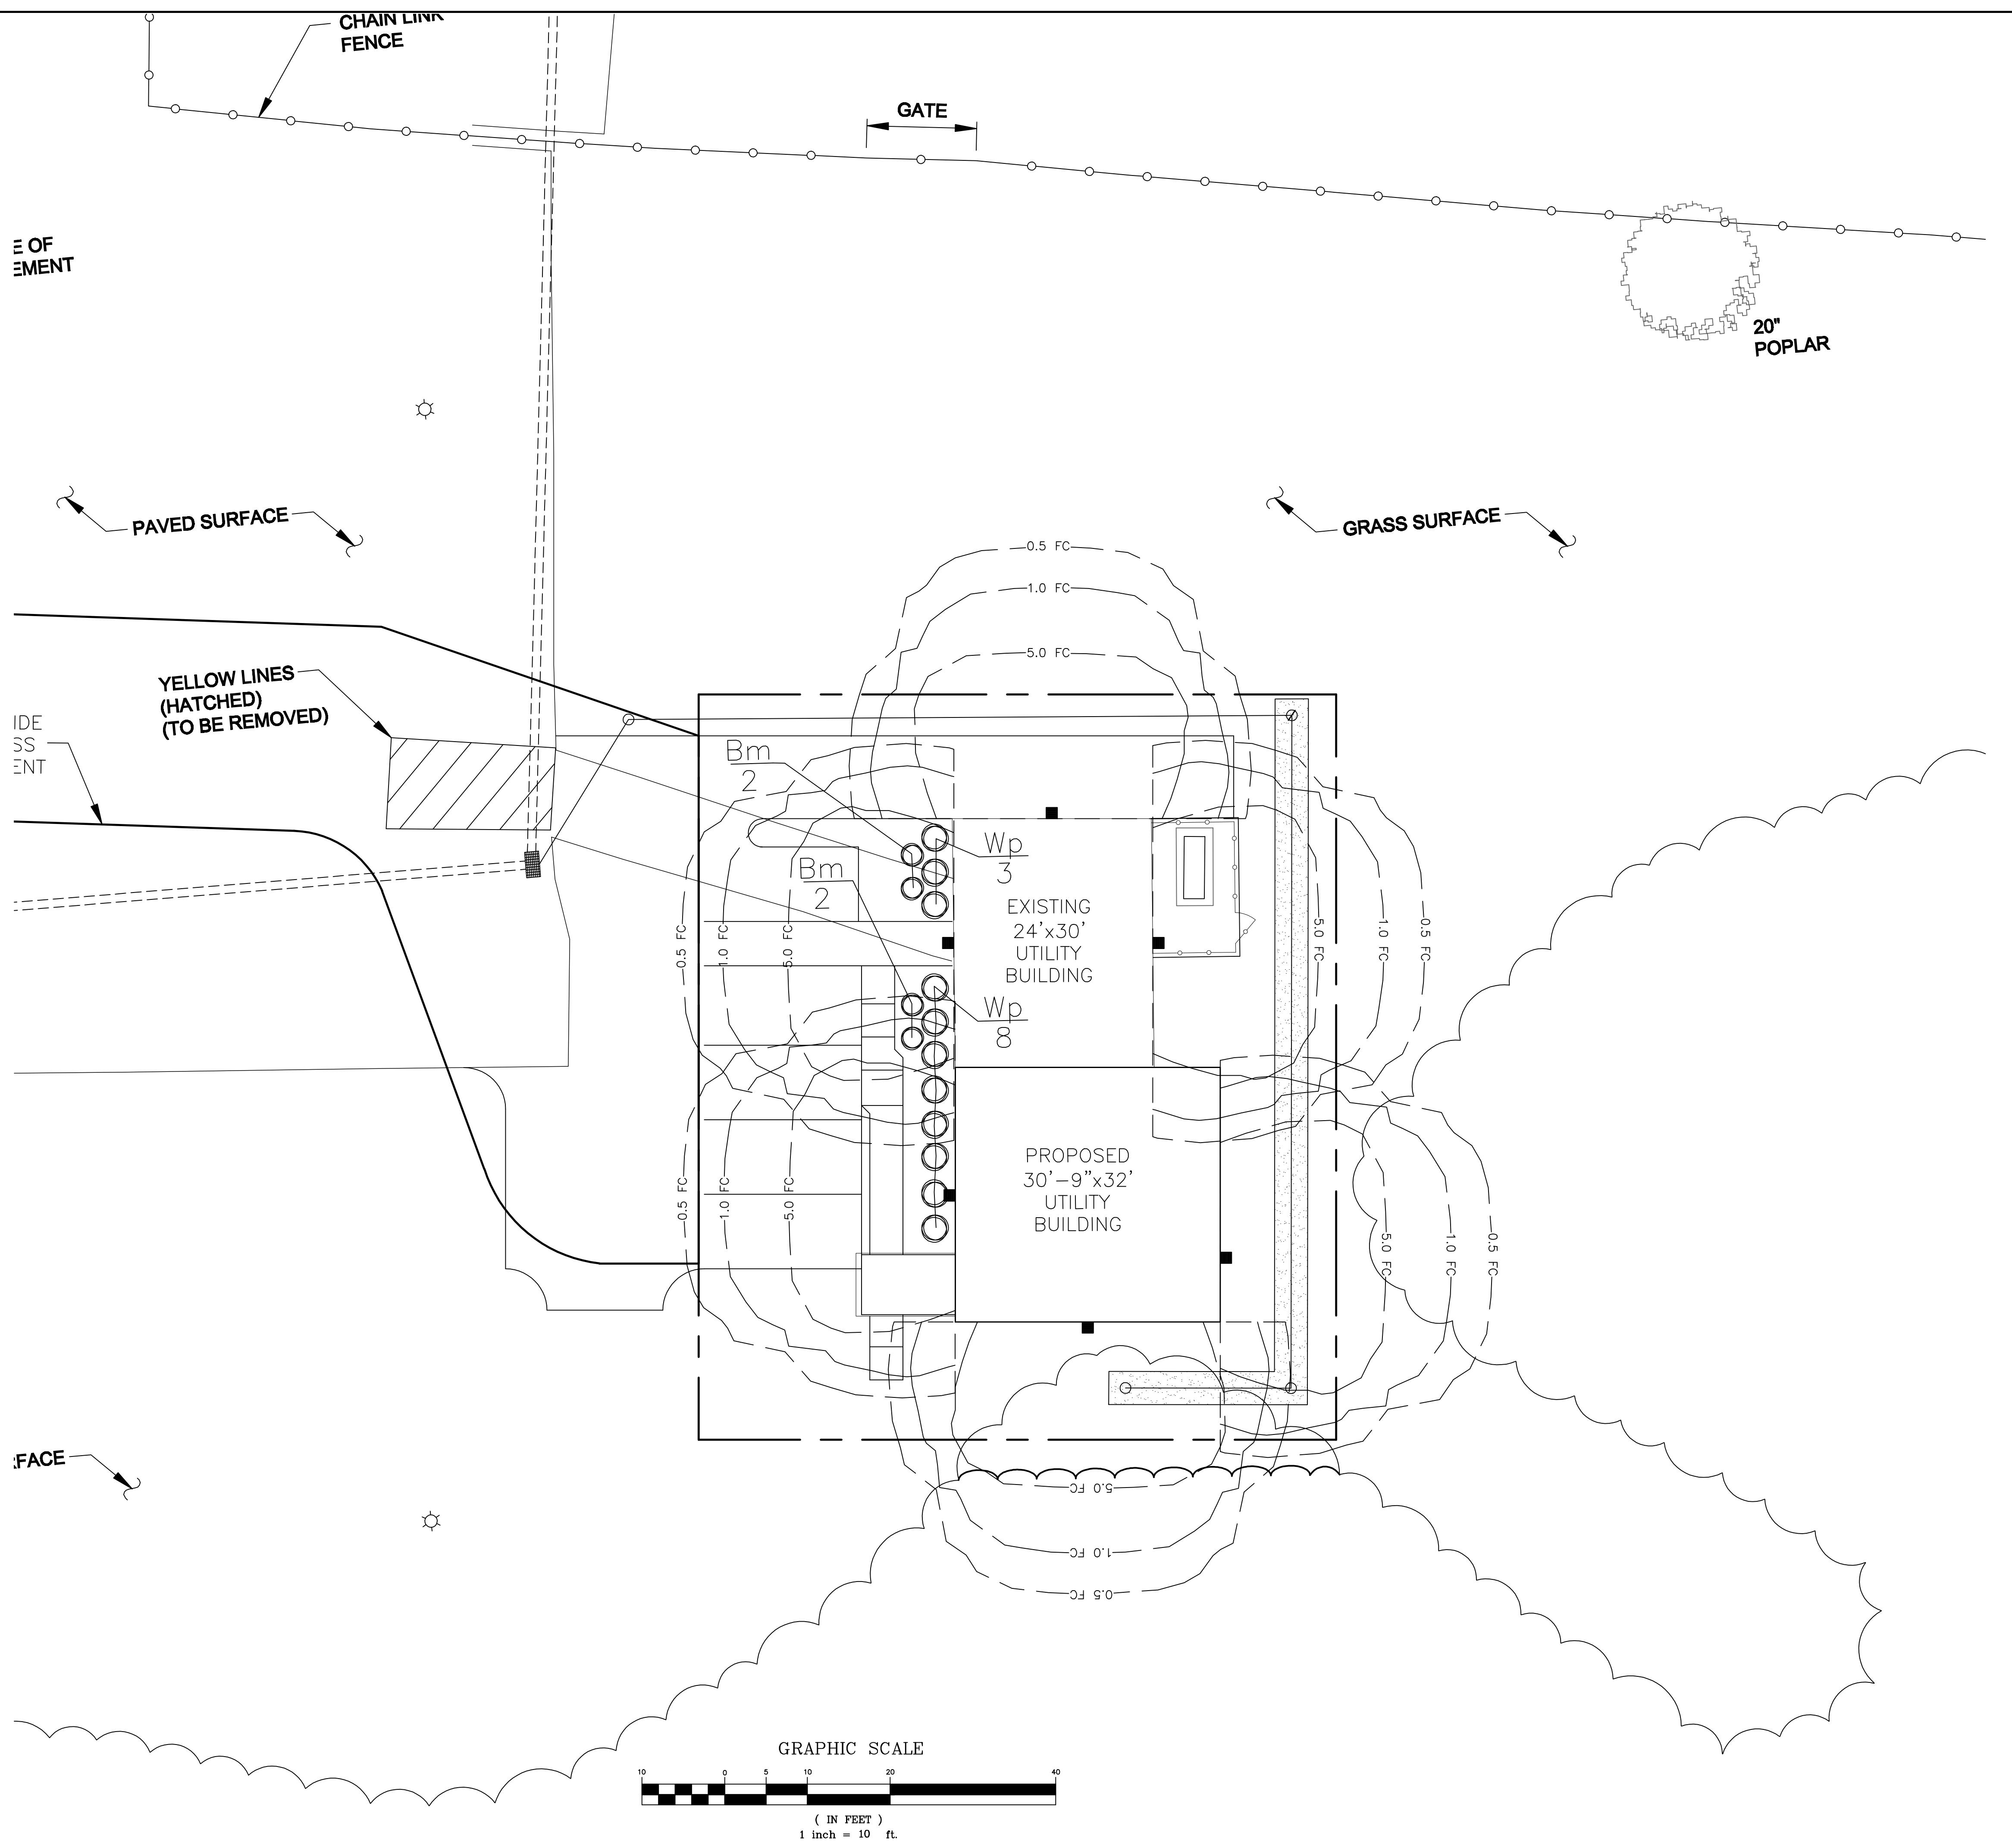 CHAIN LINK
FENCE
GATE
E OF
EMENT
20"
POPLAR
PAVED SURFACE
GRASS SURFACE
0.5 FC
1.0 FC
5.0 FC
YELLOW LINES
(HATCHED)
(TO BE REMOVED)
IDE
SS
ENT
Bm
2
Wp
3
Bm
2
EXISTING
24'x30'
UTILITY
BUILDING
0.5 FC
1.0 FC
5.0 FC
5.0 FC
1.0 FC
0.5 FC
Wp
8
PROPOSED
30'-9"x32'
UTILITY
BUILDING
0.5 FC
1.0 FC
5.0 FC
5.0 FC
1.0 FC
0.5 FC
RFACE
5.0 FC
1.0 FC
0.5 FC
GRAPHIC SCALE
10 0 5 10 20 40
( IN FEET )
1 inch = 10 ft.